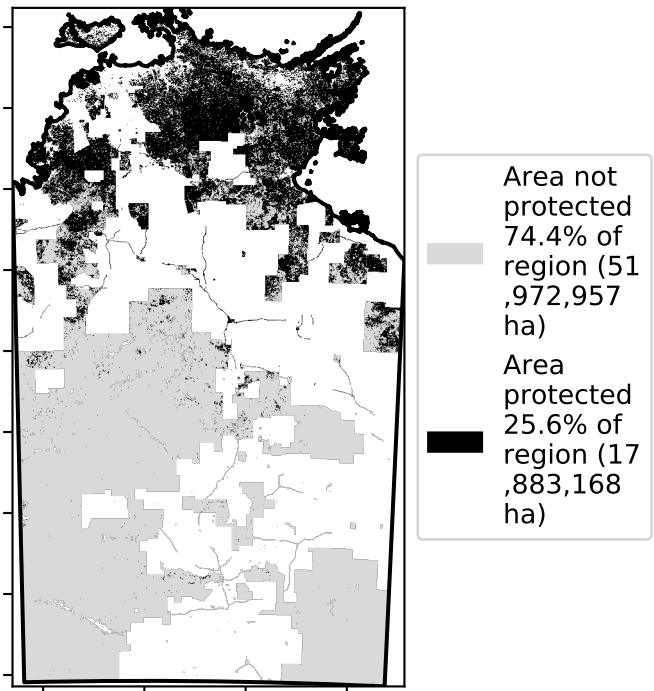 Area not
protected
74.4% of
region (51
,972,957
ha)
Area
protected
25.6% of
region (17
,883,168
ha)